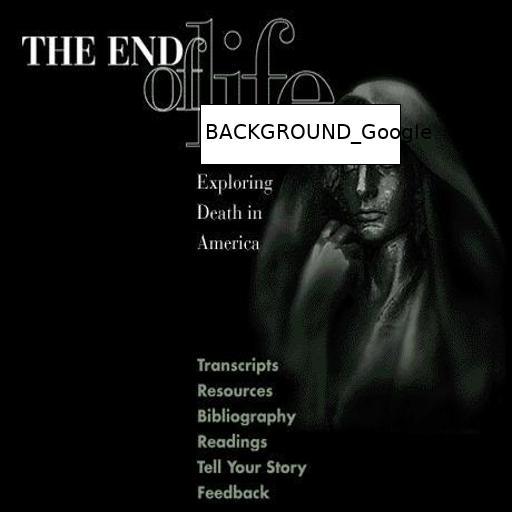 THE END
of life
BACKGROUND_Google
Exploring
Death in
America
Transcripts
Resources
Bibliography
Readings
Tell Your Story
Feedback